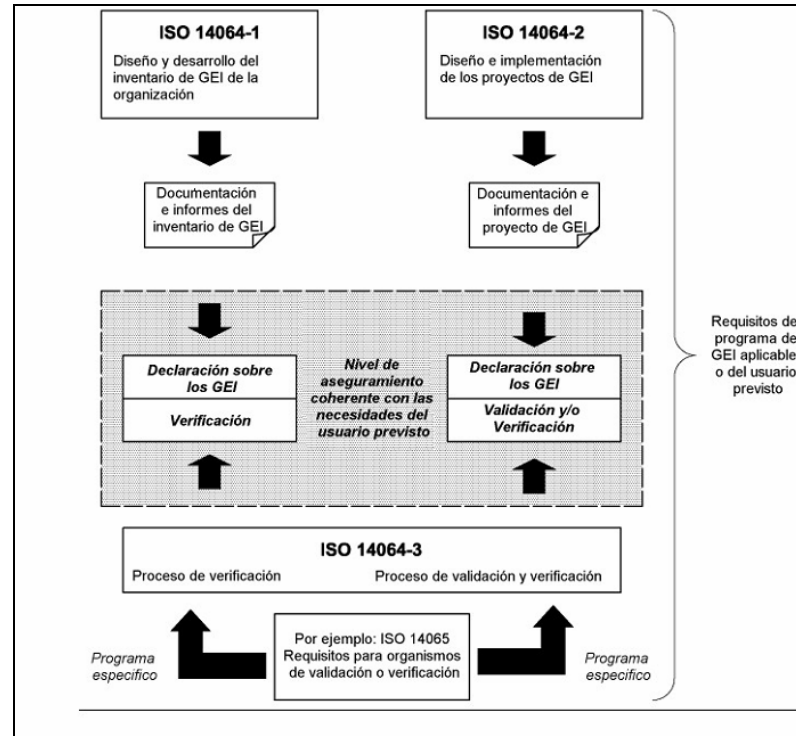 ISO 14064-1
Diseño y desarrollo del
inventario de GEI de la
organización
ISO 14064-2
Diseño e implementación
de los proyectos de GEI
Documentación
e informes del
inventario de GEI
Documentación e
informes del
proyecto de GEI
Declaración sobre
los GEI
Verificación
Nivel de
aseguramiento
coherente con las
necesidades del
usuario previsto
Declaración sobre
los GEI
Validación y/o
Verificación
Requisitos de
programa de
GEI aplicable
o del usuario
previsto
ISO 14064-3
Proceso de verificación
Proceso de validación y verificación
Programa
especifico
Por ejemplo: ISO 14065
Requisitos para organismos
de validación o verificación
Programa
especifico